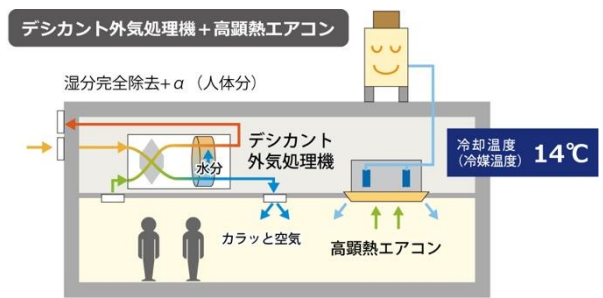 デシカント外気処理機+高顕熱エアコン
湿分完全除去+α(人体分)
デシカント
外気処理機
水分
冷却温度
(冷媒温度)
14℃
カラッと空気
高顕熱エアコン